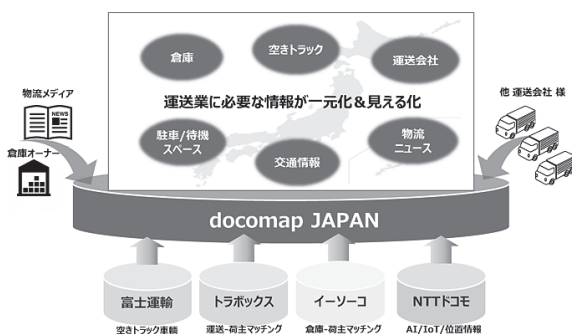 倉庫
空きトラック
運送会社
運送業に必要な情報が一元化&見える化
駐車/待機
スペース
交通情報
物流
ニュース
物流メディア
NEWS
倉庫オーナー
他 運送会社 様
docomap JAPAN
富士運輸
トラボックス
イーソーコ
NTTドコモ
空きトラック車輌
運送-荷主マッチング
倉庫-荷主マッチング
AI/IoT/位置情報